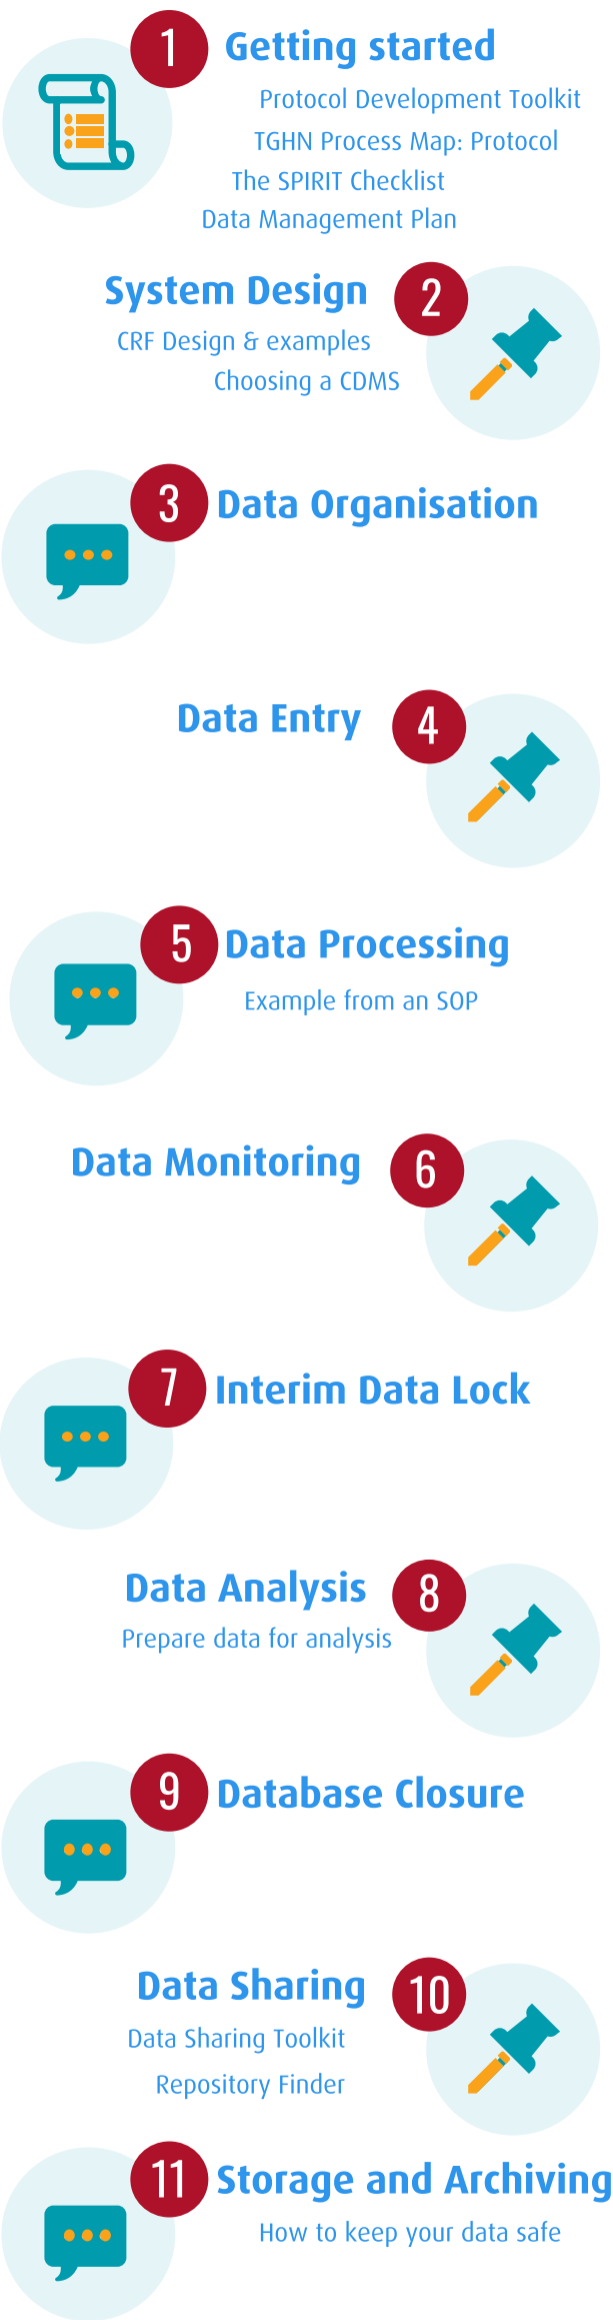 1
Getting started
Protocol Development Toolkit
TGHN Process Map: Protocol
The SPIRIT Checklist
Data Management Plan
System Design
2
CRF Design & examples
Choosing a CDMS
3
Data Organisation
Data Entry
4
5
Data Processing
Example from an SOP
Data Monitoring
6
7
Interim Data Lock
Data Analysis
8
Prepare data for analysis
9
Database Closure
Data Sharing
10
Data Sharing Toolkit
Repository Finder
11
Storage and Archiving
How to keep your data safe